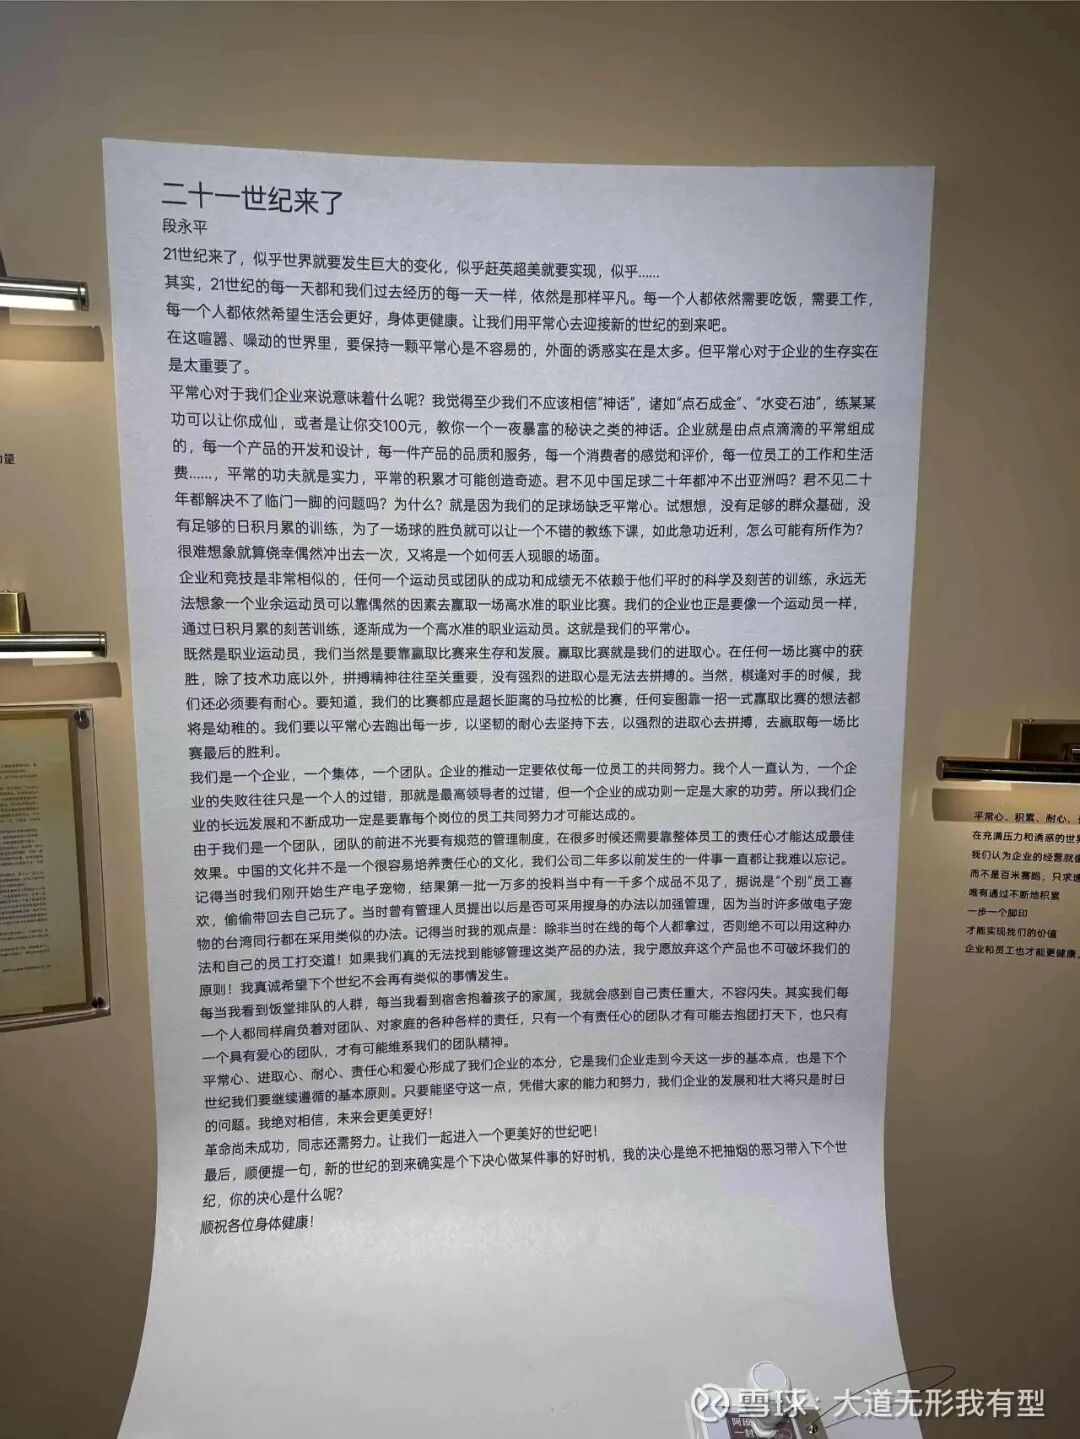 二十一世纪来了
段永平
21世纪来了，似乎世界就要发生巨大的变化，似乎赶英超美就要实现，似乎……
其实，21世纪的每一天都和我们过去经历的每一天一样，依然是那样平凡。每一个人都依然需要吃饭，需要工作，
每一个人都依然希望生活会更好，身体更健康。让我们用平常心去迎接新的世纪的到来吧。
在这喧嚣、噪动的世界里，要保持一颗平常心是不容易的，外面的诱惑实在是太多。但平常心对于企业的生存实在
是太重要了。
平常心对于我们企业来说意味着什么呢？我觉得至少我们不应该相信“神话”，诸如“点石成金”、“水变石油”，练某某
功可以让你成仙，或者是让你交100元，教你一个一夜暴富的秘诀之类的神话。企业就是由点点滴滴的平常组成
的，每一个产品的开发和设计，每一件产品的品质和服务，每一个消费者的感觉和评价，每一位员工的工作和生活
费……，平常的功夫就是实力，平常的积累才可能创造奇迹。君不见中国足球二十年都冲不出亚洲吗？君不见二十
年都解决不了临门一脚的问题吗？为什么？就是因为我们的足球场缺乏平常心。试想想，没有足够的群众基础，没
有足够的日积月累的训练，为了一场球的胜负就可以让一个不错的教练下课，如此急功近利，怎么可能有所作为？
很难想象就算侥幸偶然冲出去一次，又将是一个如何丢人现眼的场面。
企业和竞技是非常相似的，任何一个运动员或团队的成功和成绩无不依赖于他们平时的科学及刻苦的训练，永远无
法想象一个业余运动员可以靠偶然的因素去赢取一场高水准的职业比赛。我们的企业也正是要像一个运动员一样，
通过日积月累的刻苦训练，逐渐成为一个高水准的职业运动员。这就是我们的平常心。
既然是职业运动员，我们当然是要靠赢取比赛来生存和发展。赢取比赛就是我们的进取心。在任何一场比赛中的获
胜，除了技术功底以外，拼搏精神往往至关重要，没有强烈的进取心是无法去拼搏的。当然，棋逢对手的时候，我
们还必须要有耐心。要知道，我们的比赛都应是超长距离的马拉松的比赛，任何妄图靠一招一式赢取比赛的想法都
将是幼稚的。我们要以平常心去跑出每一步，以坚韧的耐心去坚持下去，以强烈的进取心去拼搏，去赢取每一场比
赛最后的胜利。
我们是一个企业，一个集体，一个团队。企业的推动一定要依仗每一位员工的共同努力。我个人一直认为，一个企
业的失败往往只是一个人的过错，那就是最高领导者的过错，但一个企业的成功则一定是大家的功劳。所以我们企
业的长远发展和不断成功一定是要靠每个岗位的员工共同努力才可能达成的。
由于我们是一个团队，团队的前进不光要有规范的管理制度，在很多时候还需要靠整体员工的责任心才能达成最佳
效果。中国的文化并不是一个很容易培养责任心的文化，我们公司二年多以前发生的一件事一直都让我难以忘记。
记得当时我们刚开始生产电子宠物，结果第一批一万多的投料当中有一千多个成品不见了，据说是“个别”员工喜
欢，偷偷带回去自己玩了。当时曾有管理人员提出以后是否可采用搜身的办法以加强管理，因为当时许多做电子宠
物的台湾同行都在采用类似的办法。记得当时我的观点是：除非当时在线的每个人都拿过，否则绝不可以用这种办
法和自己的员工打交道！如果我们真的无法找到能够管理这类产品的办法，我宁愿放弃这个产品也不可破坏我们的
原则！我真诚希望下个世纪不会再有类似的事情发生。
每当我看到饭堂排队的人群，每当我看到宿舍抱着孩子的家属，我就会感到自己责任重大，不容闪失。其实我们每
一个人都同样肩负着对团队、对家庭的各种各样的责任，只有一个有责任心的团队才有可能去抱团打天下，也只有
一个具有爱心的团队，才有可能维系我们的团队精神。
平常心、进取心、耐心、责任心和爱心形成了我们企业的本分，它是我们企业走到今天这一步的基本点，也是下个
世纪我们要继续遵循的基本原则。只要能坚守这一点，凭借大家的能力和努力，我们企业的发展和壮大将只是时日
的问题。我绝对相信，未来会更美更好！
革命尚未成功，同志还需努力。让我们一起进入一个更美好的世纪吧！
最后，顺便提一句，新的世纪的到来确实是个下决心做某件事的好时机，我的决心是绝不把抽烟的恶习带入下个世
纪，你的决心是什么呢？
顺祝各位身体健康！
量
平常心、积累、耐心、
在充满压力和诱惑的世
我们认为企业的经营就像
而不是百米赛跑，只求速
唯有通过不断地积累
一步一个脚印
才能实现我们的价值
企业和员工也才能更健康，
阿段
一封
雪球：大道无形我有型